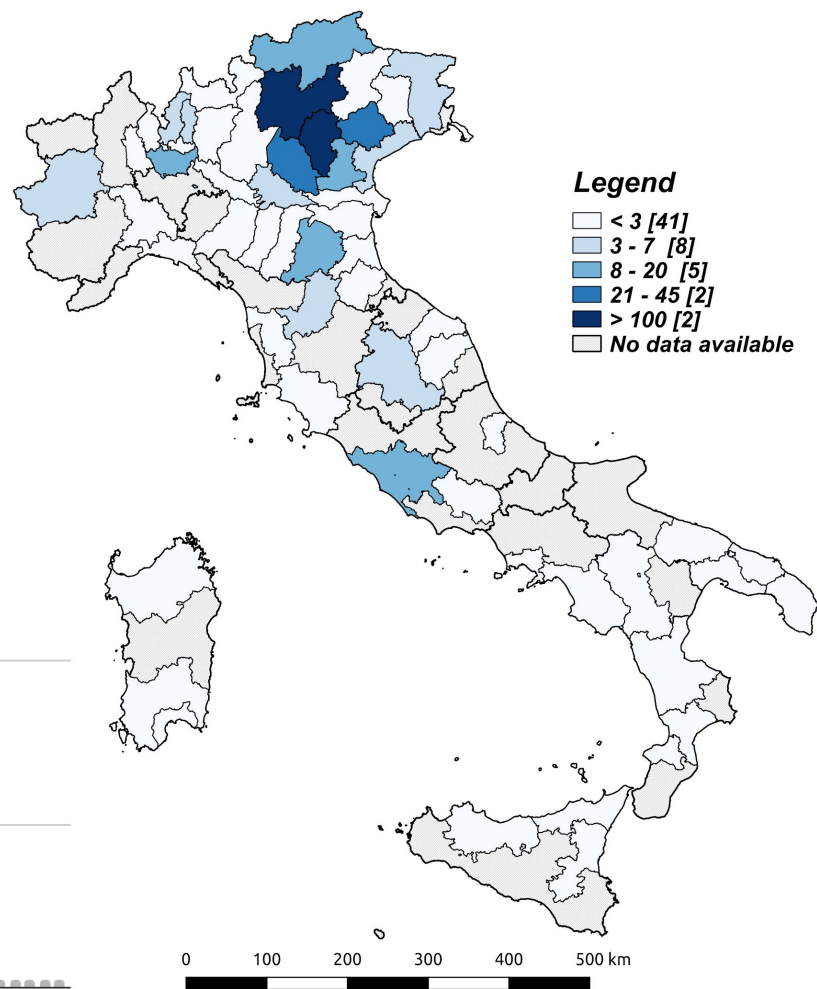 Legend
< 3 [41]
3 - 7 [8]
8 - 20 [5]
21 - 45 [2]
> 100 [2]
No data available
0 100 200 300 400 500 km